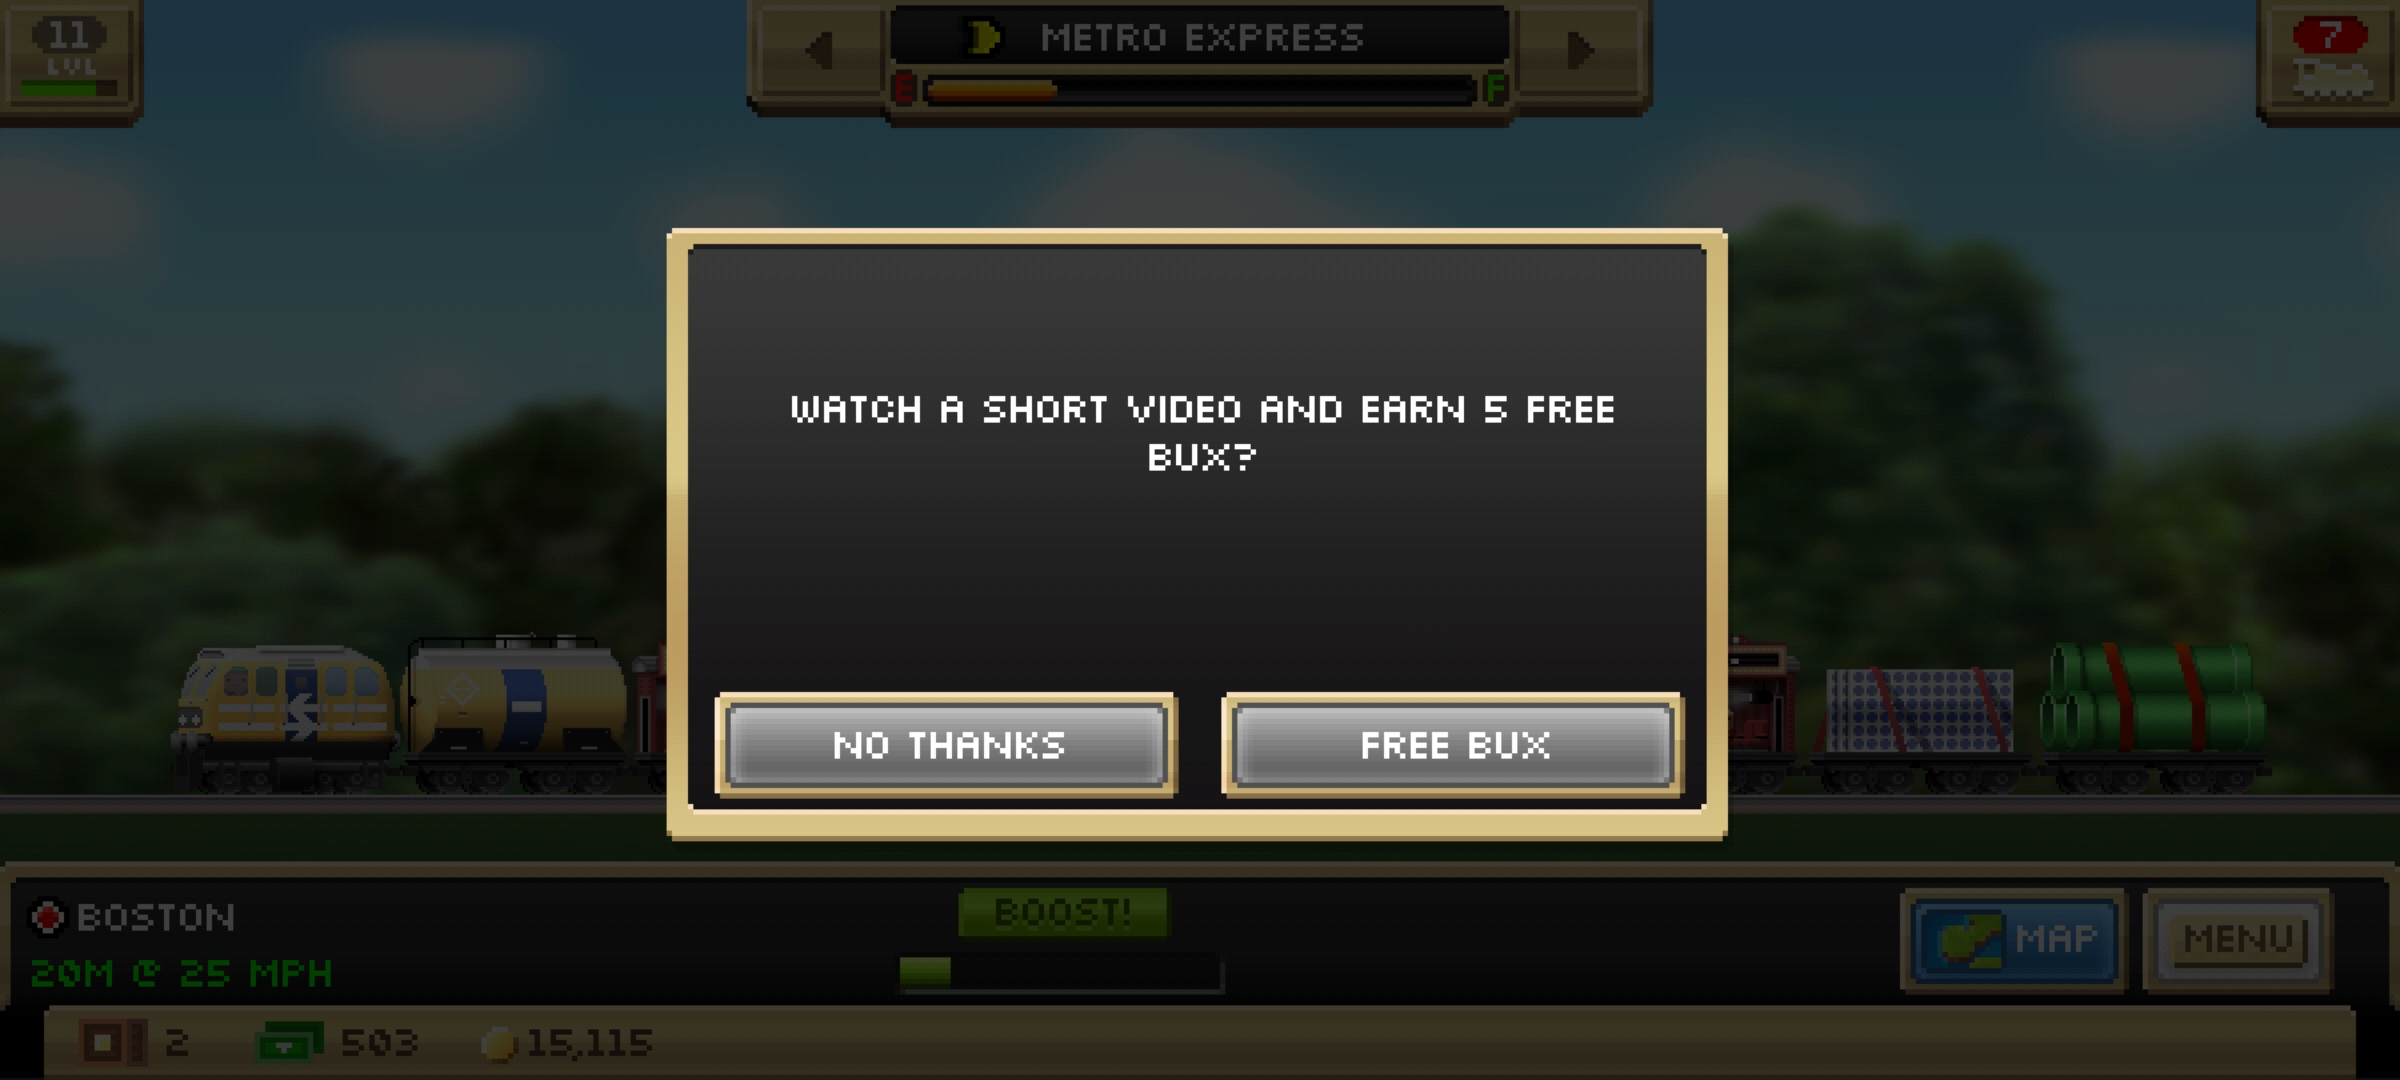 11
LVL
METRO EXPRESS
E F
7
WATCH A SHORT VIDEO AND EARN 5 FREE
BUX?
NO THANKS
FREE BUX
BOSTON
20M @ 25 MPH
BOOST!
MAP
MENU
2
503
15,115